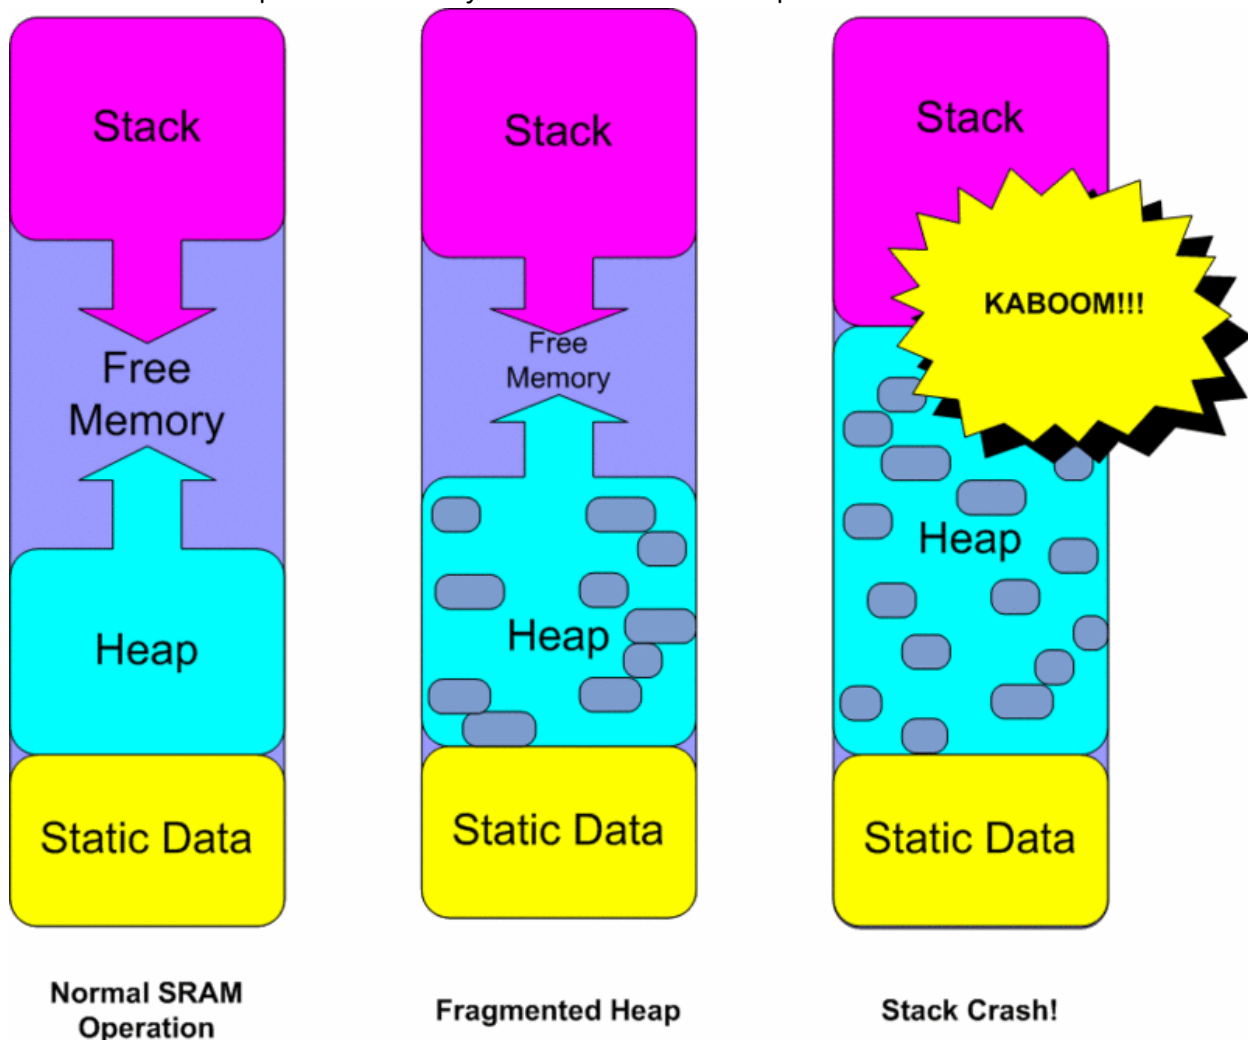 Stack
Free
Memory
Heap
Static Data
Normal SRAM
Operation
Stack
Free
Memory
Heap
Static Data
Fragmented Heap
Stack
KABOOM!!!
Heap
Static Data
Stack Crash!